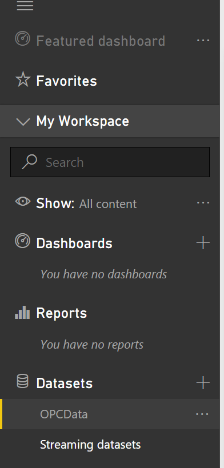 Featured dashboard ...
Favorites
My Workspace
Search
Show: All content ...
Dashboards +
You have no dashboards
Reports
You have no reports
Datasets +
OPCData ...
Streaming datasets